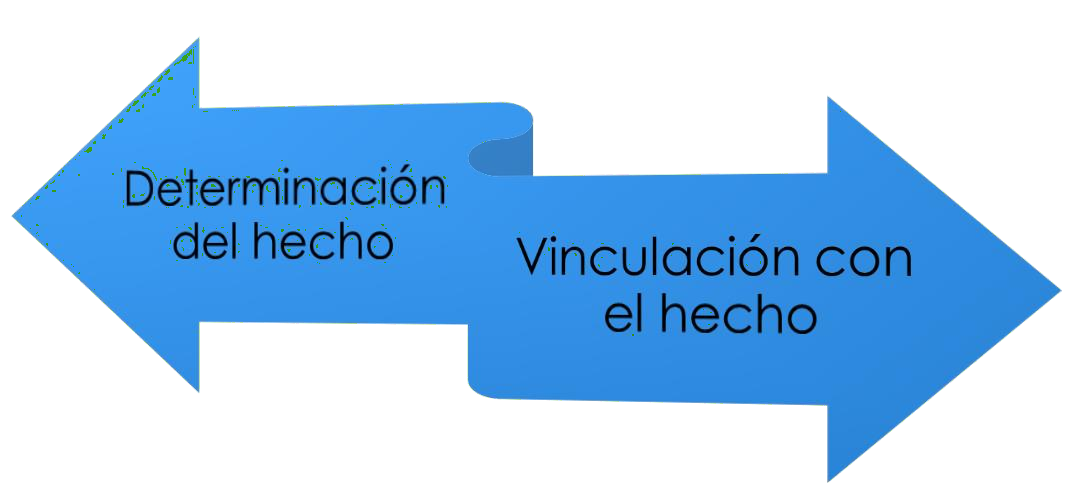 Determinación
del hecho
Vinculación con
el hecho